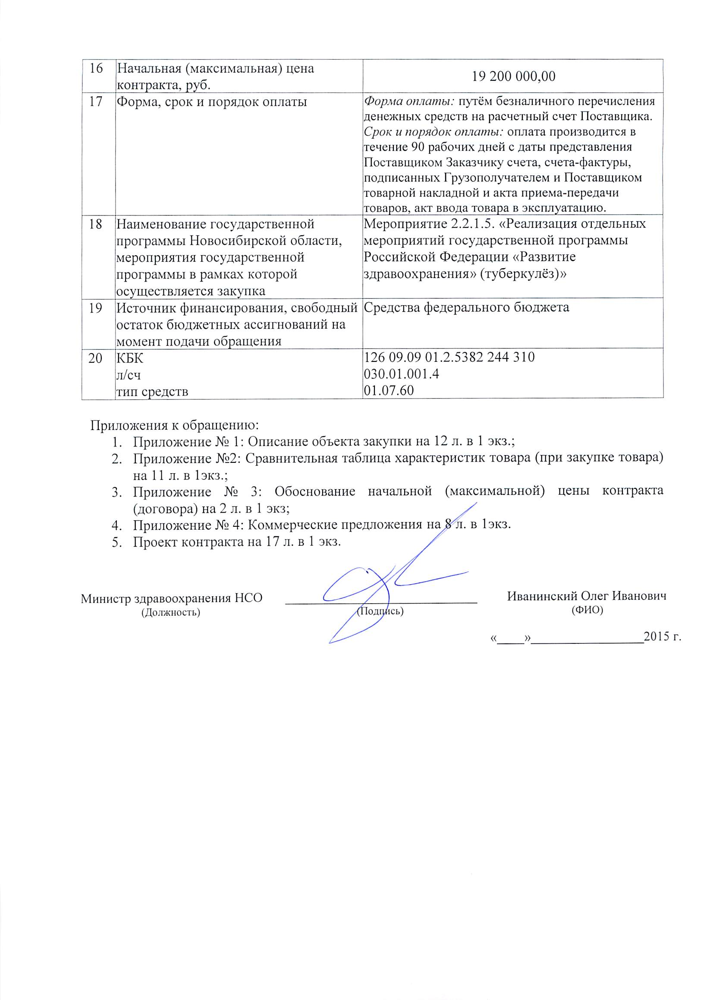 16 Начальная (максимальная) цена
контракта, руб.
19 200 000,00
17 Форма, срок и порядок оплаты
Форма оплаты: путём безналичного перечисления
денежных средств на расчетный счет Поставщика.
Срок и порядок оплаты: оплата производится в
течение 90 рабочих дней с даты представления
Поставщиком Заказчику счета, счета-фактуры,
подписанных Грузополучателем и Поставщиком
товарной накладной и акта приема-передачи
товаров, акт ввода товара в эксплуатацию.
18 Наименование государственной
программы Новосибирской области,
мероприятия государственной
программы в рамках которой
осуществляется закупка
Мероприятие 2.2.1.5. «Реализация отдельных
мероприятий государственной программы
Российской Федерации «Развитие
здравоохранения» (туберкулёз)»
19 Источник финансирования, свободный
остаток бюджетных ассигнований на
момент подачи обращения
Средства федерального бюджета
20 КБК
л/сч
тип средств
126 09.09 01.2.5382 244 310
030.01.001.4
01.07.60
Приложения к обращению:
1. Приложение № 1: Описание объекта закупки на 12 л. в 1 экз.;
2. Приложение №2: Сравнительная таблица характеристик товара (при закупке товара)
на 11 л. в 1экз.;
3. Приложение № 3: Обоснование начальной (максимальной) цены контракта
(договора) на 2 л. в 1 экз;
4. Приложение № 4: Коммерческие предложения на 8 л. в 1экз.
5. Проект контракта на 17 л. в 1 экз.
Министр здравоохранения НСО
(Должность)
(Подпись)
Иванинский Олег Иванович
(ФИО)
«____»_________________2015 г.